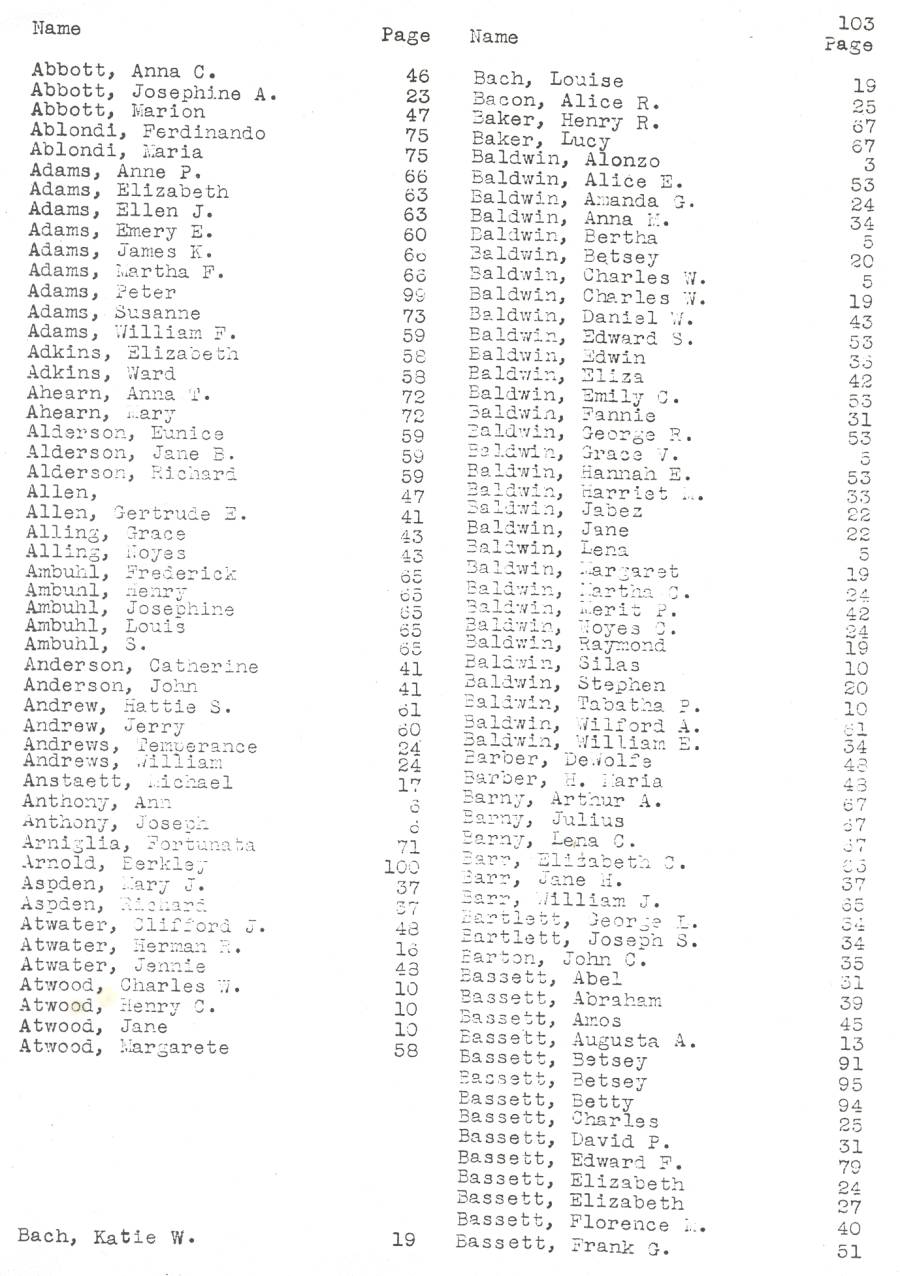 103
Name Page
Abbott, Anna C. 46
Abbott, Josephine A. 23
Abbott, Marion 47
Ablondi, Ferdinando 75
Ablondi, Maria 75
Adams, Anne P. 66
Adams, Elizabeth 63
Adams, Ellen J. 63
Adams, Emery E. 60
Adams, James K.
Adams, Martha F. 66
Adams, Peter 99
Adams, Susanne 73
Adams, William F. 59
Adkins, Elizabeth 58
Adkins, Ward 58
Ahearn, Anna T. 72
Ahearn, Mary 72
Alderson, Eunice 59
Alderson, Jane B. 59
Alderson, Richard 59
Allen, 47
Allen, Gertrude E. 41
Alling, Grace 43
Alling, Noyes 43
Ambuhl, Frederick 65
Ambuhl, Henry 65
Ambuhl, Josephine 65
Ambuhl, Louis 65
Ambuhl, S. 65
Anderson, Catherine 41
Anderson, John 41
Andrew, Hattie S. 61
Andrew, Jerry 60
Andrews, Temperance 24
Andrews, William 24
Anstaett, Michael 17
Anthony, Ann 6
Anthony, Joseph 6
Arniglia, Fortunata 71
Arnold, Berkley 100
Aspden, Mary J. 37
Aspden, Richard 37
Atwater, Clifford J. 48
Atwater, Herman R. 16
Atwater, Jennie 48
Atwood, Charles W. 10
Atwood, Henry C. 10
Atwood, Jane 10
Atwood, Margarete 58
Bach, Katie W. 19
Name Page
Bach, Louise 19
Bacon, Alice R. 25
Baker, Henry R. 67
Baker, Lucy 67
Baldwin, Alonzo 3
Baldwin, Alice E. 53
Baldwin, Amanda G. 24
Baldwin, Anna M. 34
Baldwin, Bertha 5
Baldwin, Betsey 20
Baldwin, Charles W. 5
Baldwin, Charles W. 19
Baldwin, Daniel W. 43
Baldwin, Edward S. 53
Baldwin, Edwin
Baldwin, Eliza 42
Baldwin, Emily C. 53
Baldwin, Fannie 31
Baldwin, George R. 53
Baldwin, Grace V. 5
Baldwin, Hannah E. 53
Baldwin, Harriet M. 33
Baldwin, Jabez 22
Baldwin, Jane 22
Baldwin, Lena 5
Baldwin, Margaret 19
Baldwin, Martha C. 24
Baldwin, Merit P. 42
Baldwin, Noyes C. 24
Baldwin, Raymond 19
Baldwin, Silas 10
Baldwin, Stephen 20
Baldwin, Tabatha P. 10
Baldwin, Wilford A. 61
Baldwin, William E. 34
Barber, DeWolfe 48
Barber, H. Maria 48
Barny, Arthur A. 67
Barny, Julius 67
Barny, Lena C. 37
Barr, Elisabeth C.
Barr, Jane H. 37
Barr, William J. 65
Bartlett, George L. 34
Bartlett, Joseph S. 34
Barton, John C. 35
Bassett, Abel 31
Bassett, Abraham 39
Bassett, Amos 45
Bassett, Augusta A. 13
Bassett, Betsey 91
Bassett, Betsey 95
Bassett, Betty 94
Bassett, Charles 25
Bassett, David P. 31
Bassett, Edward F. 79
Bassett, Elizabeth 24
Bassett, Elizabeth 27
Bassett, Florence M. 40
Bassett, Frank G. 51